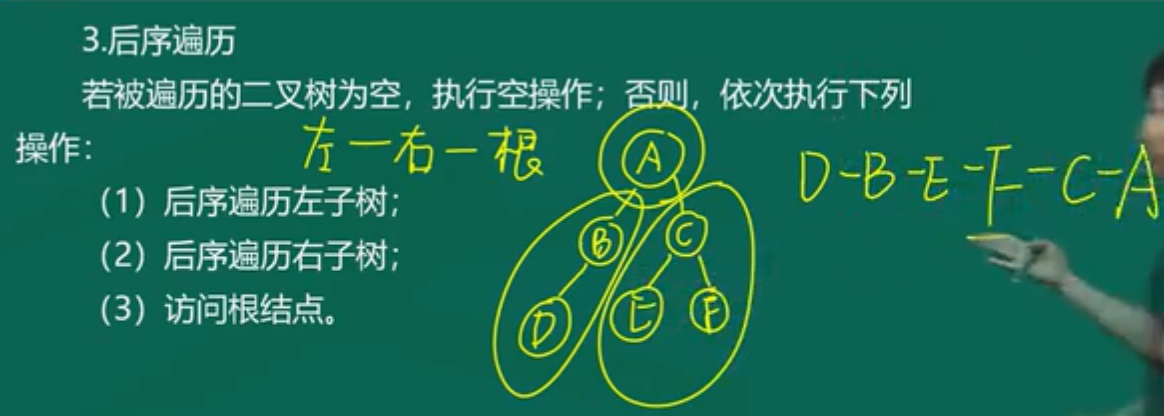 3.后序遍历
若被遍历的二叉树为空，执行空操作；否则，依次执行下列
操作：
左－右－根
（1）后序遍历左子树；
（2）后序遍历右子树；
（3）访问根结点。
A
B C
D E F
D-B-E-F-C-A